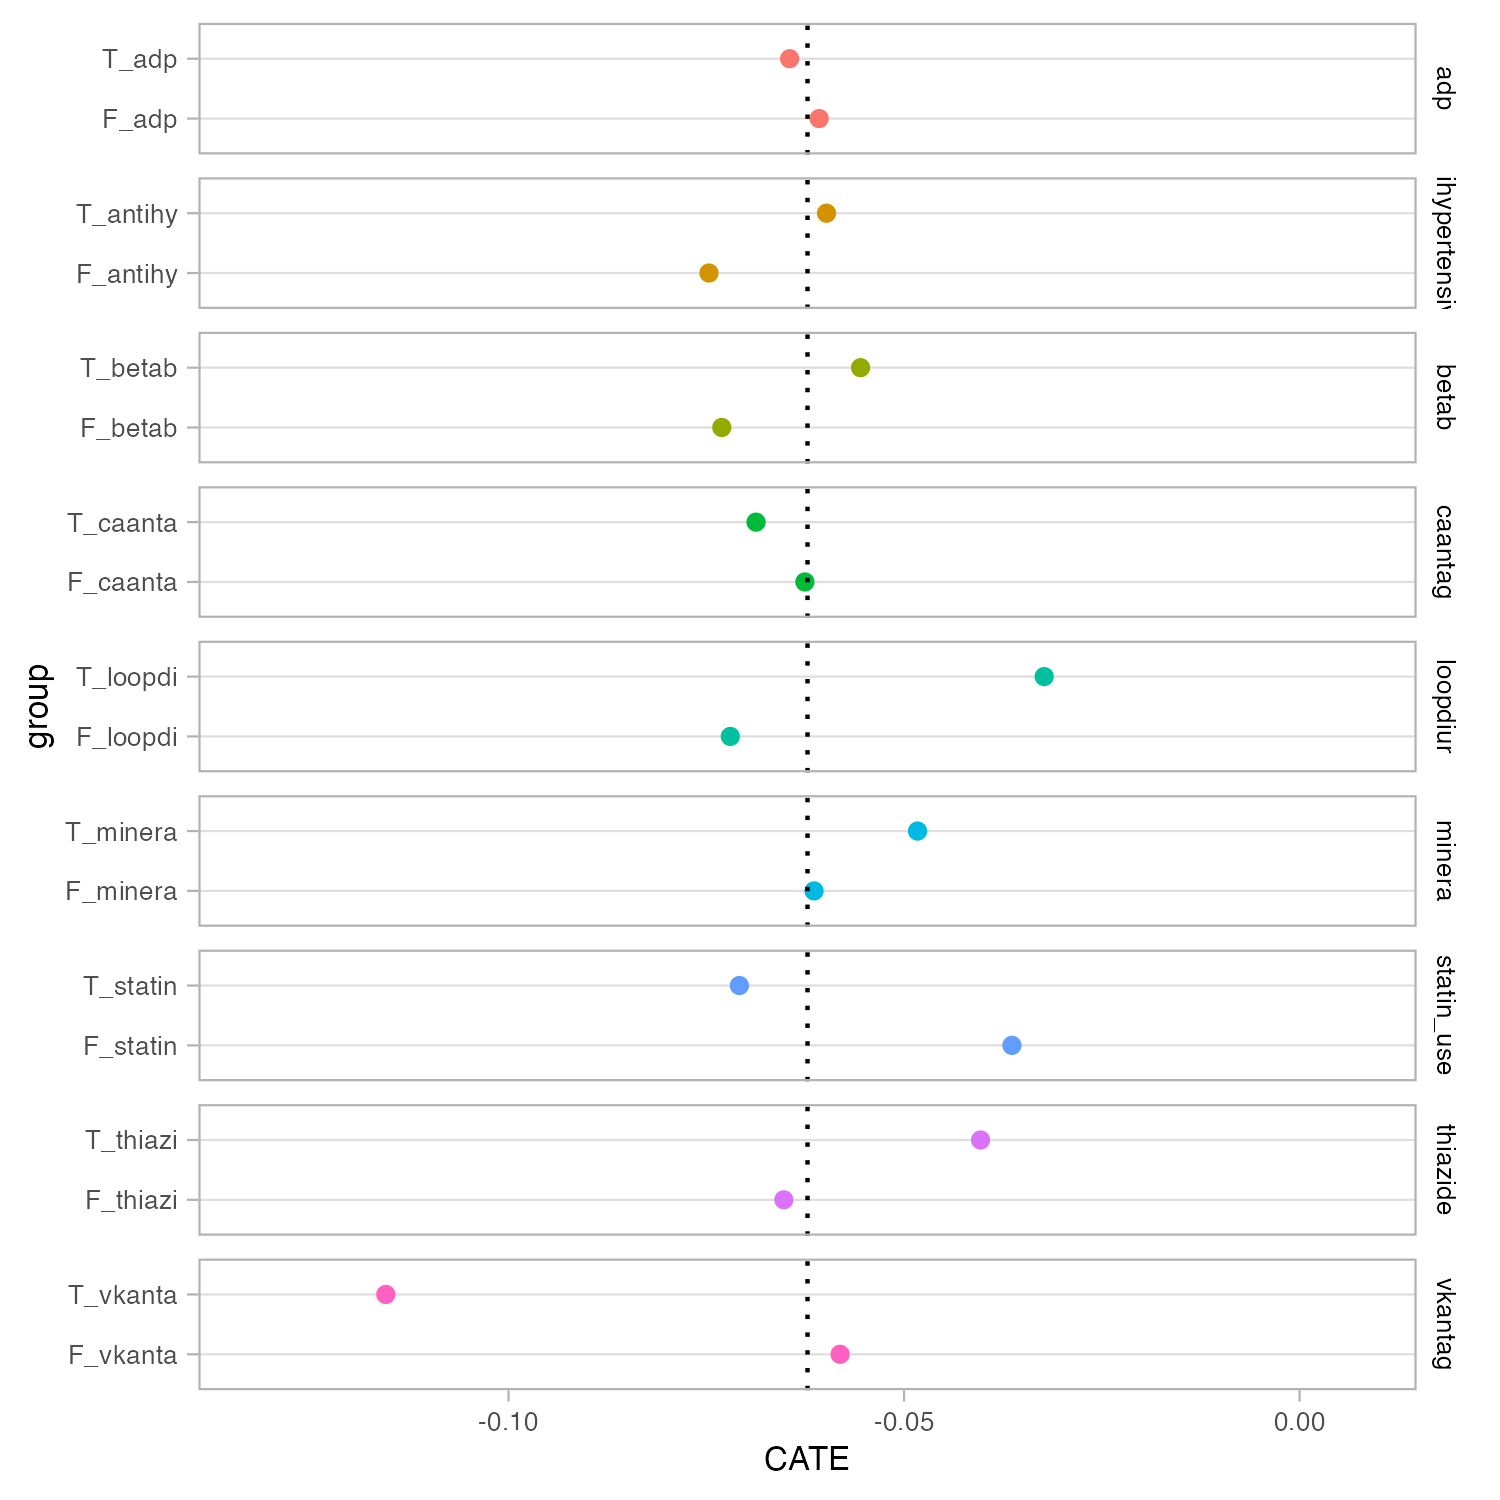 T_adp
F_adp
adp
T_antihy
F_antihy
ihypertensiv
T_betab
F_betab
betab
T_caanta
F_caanta
caantag
T_loopdi
F_loopdi
loopdiur
T_minera
F_minera
minera
T_statin
F_statin
statin_use
T_thiazi
F_thiazi
thiazide
T_vkanta
F_vkanta
vkantag
group
-0.10
-0.05
0.00
CATE